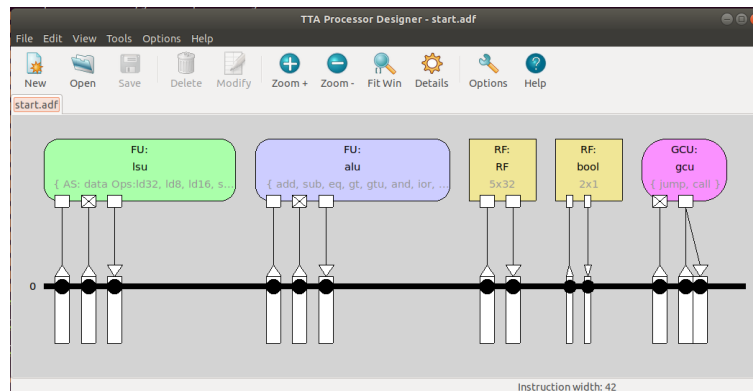 TTA Processor Designer - start.adf
File Edit View Tools Options Help
New Open Save Delete Modify Zoom + Zoom - Fit Win Details Options Help
start.adf
FU: FU: RF: RF: GCU:
lsu alu RF bool gcu
{ AS: data Ops:ld32, ld8, ld16, s... { add, sub, eq, gt, gtu, and, ior, ... 5x32 2x1 { jump, call }
0
Instruction width: 42